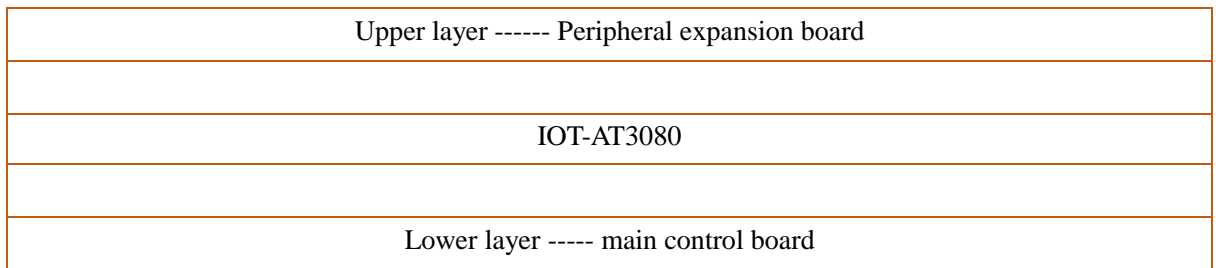 Upper layer ------ Peripheral expansion board
IOT-AT3080
Lower layer ----- main control board